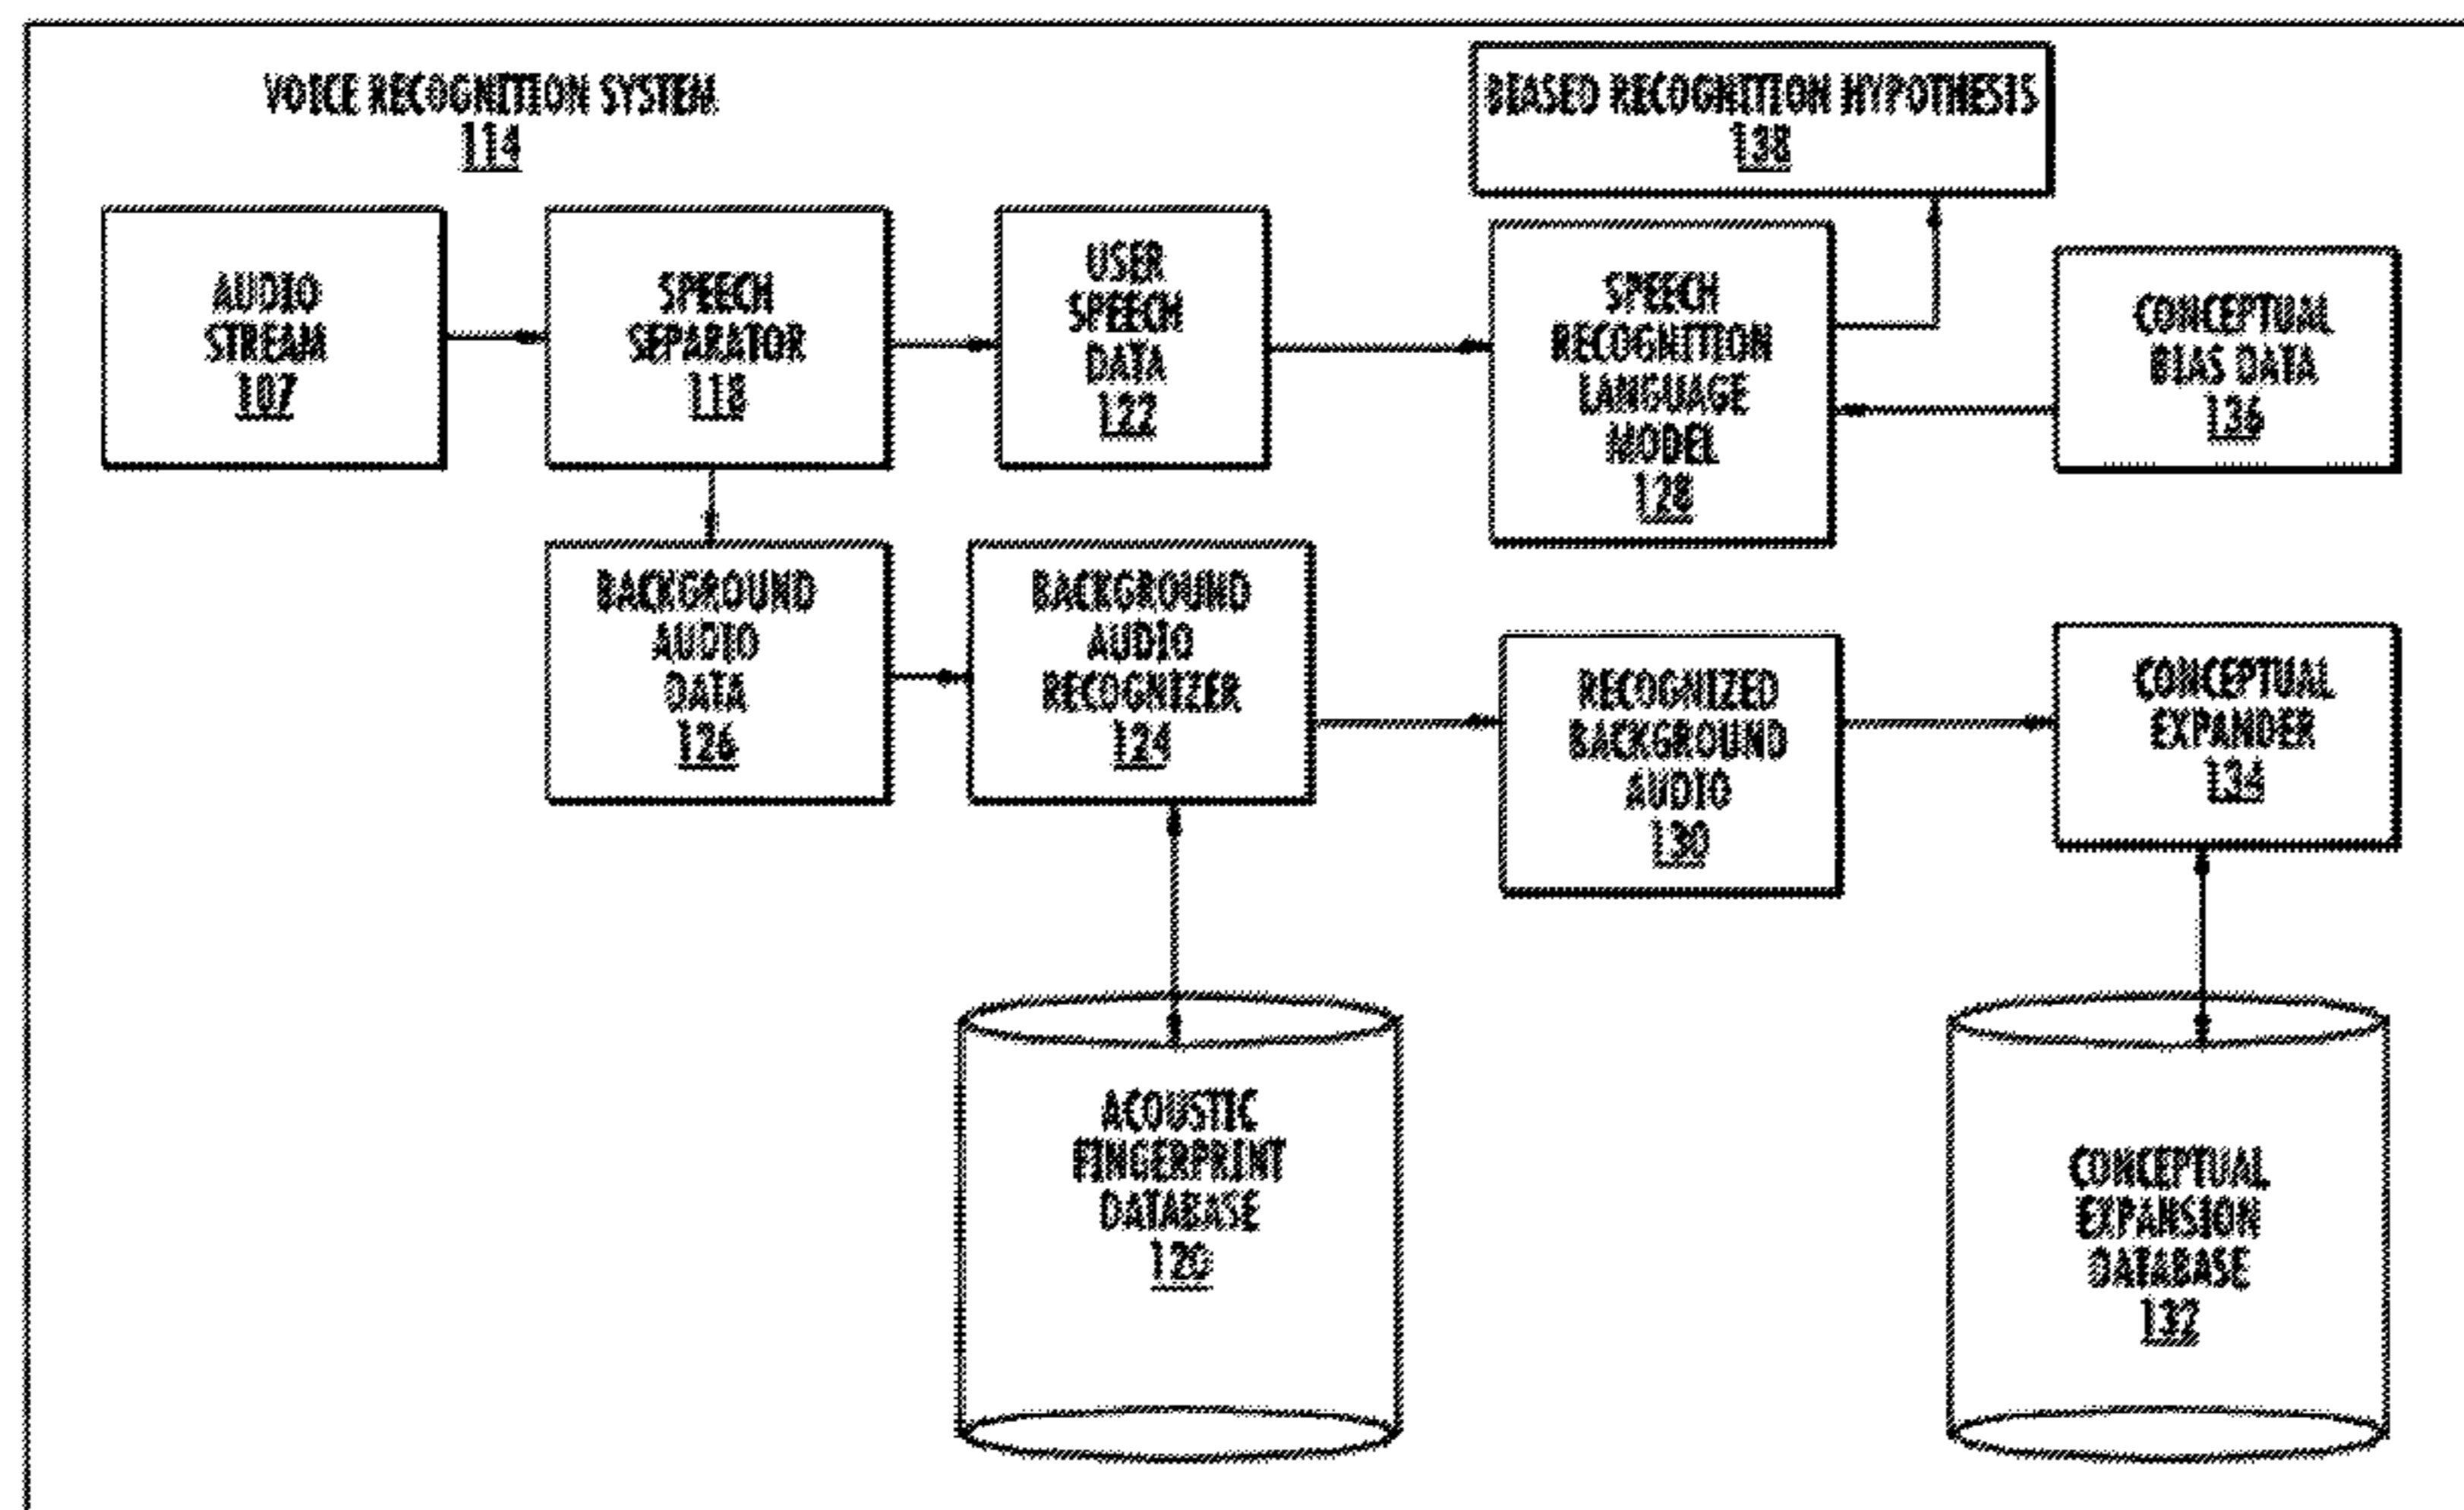 VOICE RECOGNITION SYSTEM
114
BIASED RECOGNITION HYPOTHESIS
138
AUDIO
STREAM
107
SPEECH
SEPARATOR
118
USER
SPEECH
DATA
122
SPEECH
RECOGNITION
LANGUAGE
MODEL
128
CONCEPTUAL
BIAS DATA
136
BACKGROUND
AUDIO
DATA
126
BACKGROUND
AUDIO
RECOGNIZER
124
RECOGNIZED
BACKGROUND
AUDIO
130
CONCEPTUAL
EXPANDER
134
ACOUSTIC
FINGERPRINT
DATABASE
120
CONCEPTUAL
EXPANSION
DATABASE
132